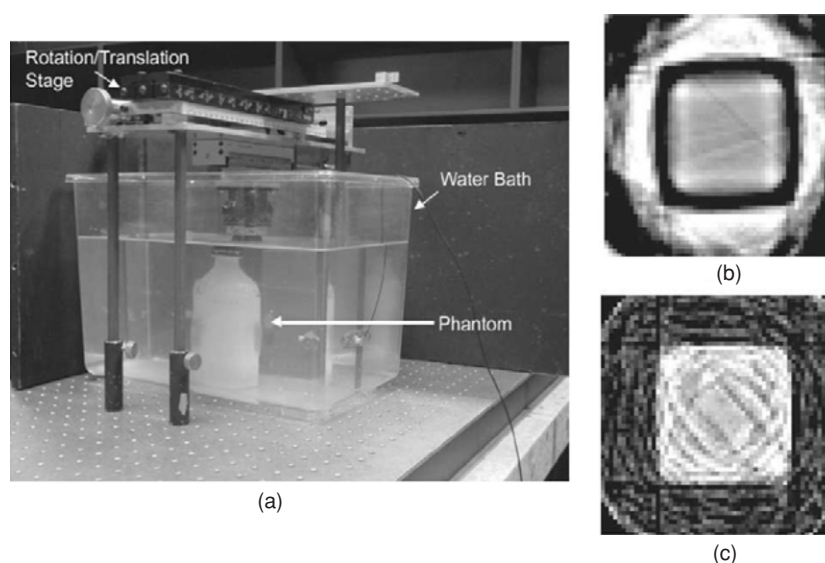 Rotation/Translation
Stage
Water Bath
Phantom
(a)
(b)
(c)